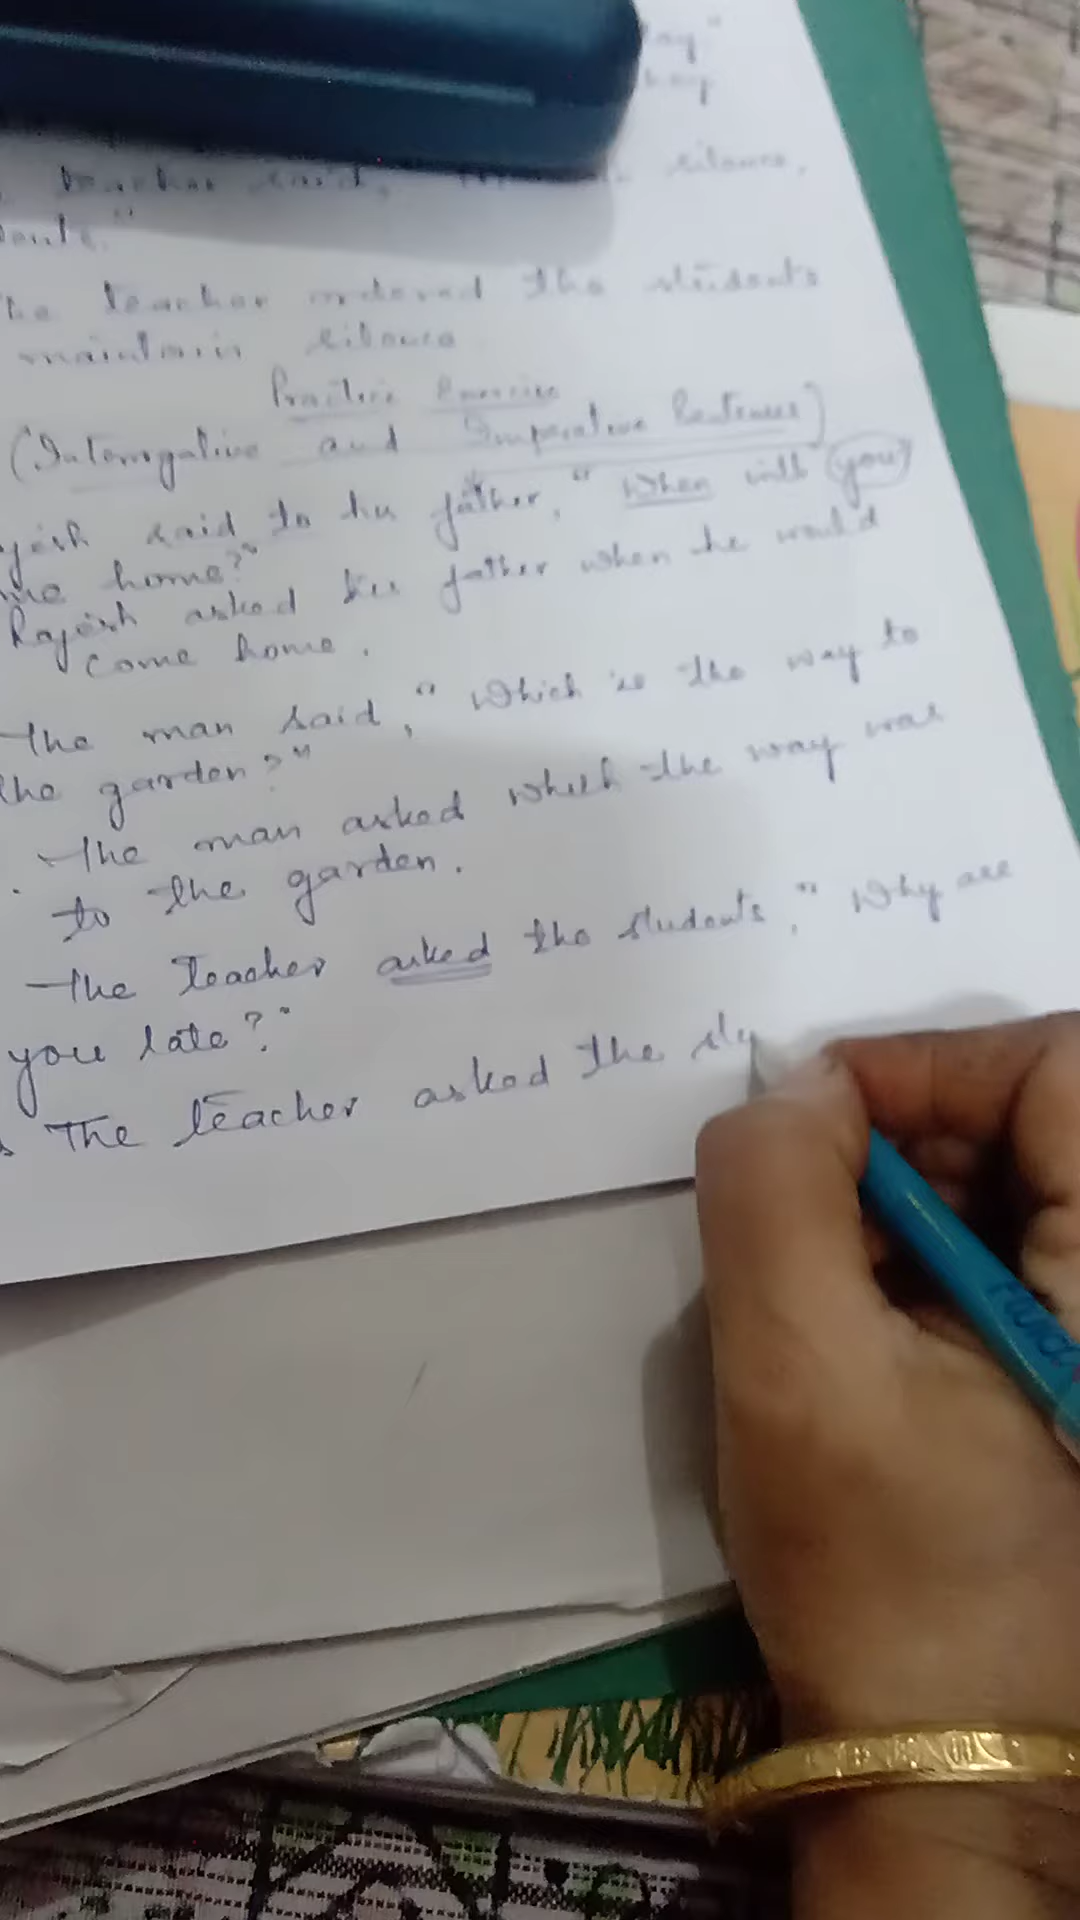 teacher said, silence,
The teacher ordered the students
maintain silence
Practice Exercise
(Interrogative and Imperative Sentences)
said to his father, "When will you
home?"
Rajesh asked his father when he would
come home.
The man said, "Which is the way to
the garden?"
The man asked which the way was
to the garden.
The teacher asked the students, "Why are
you late?"
The teacher asked the stu